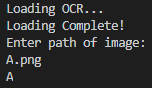 Loading OCR...
Loading Complete!
Enter path of image:
A.png
A